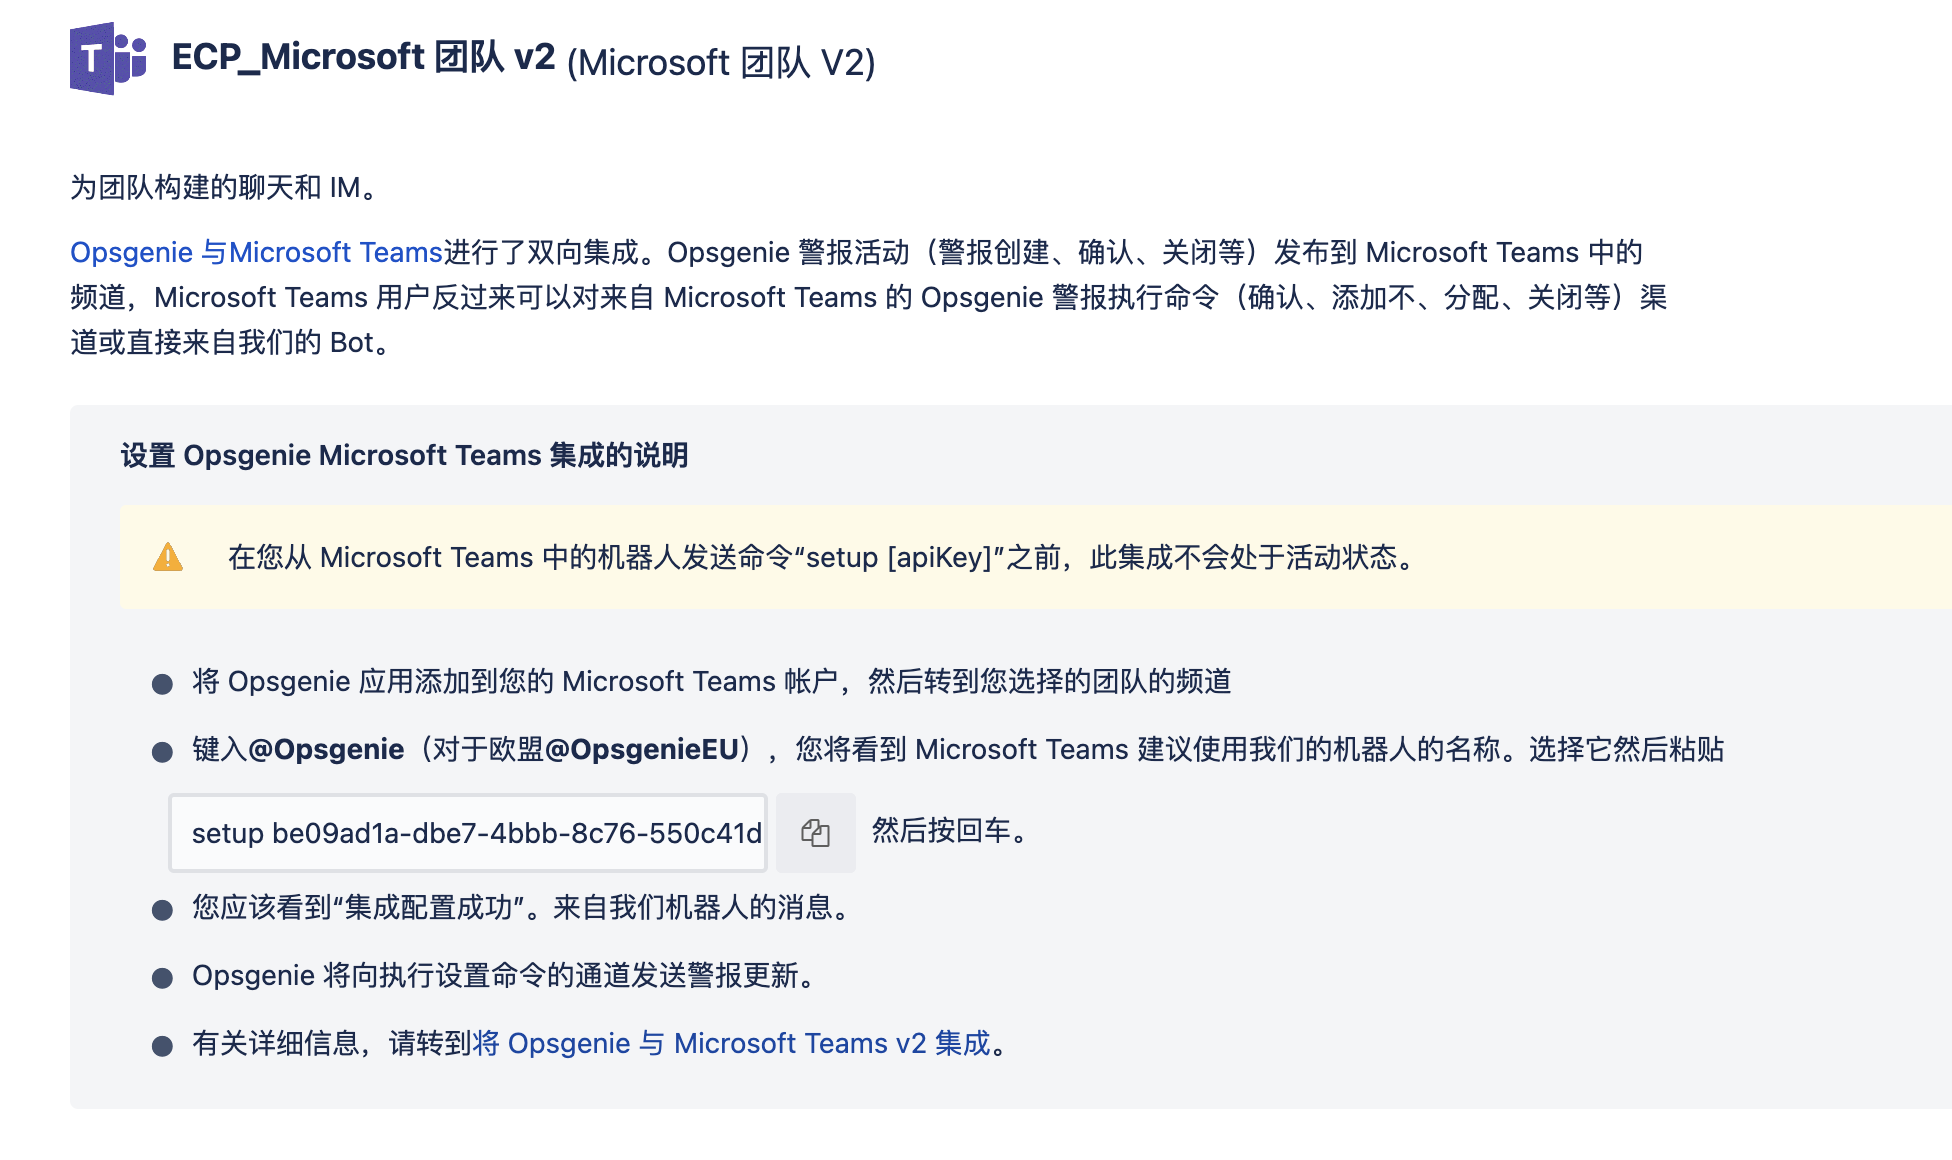 ECP_Microsoft 团队 v2 (Microsoft 团队 V2)
为团队构建的聊天和 IM。
Opsgenie 与Microsoft Teams进行了双向集成。Opsgenie 警报活动（警报创建、确认、关闭等）发布到 Microsoft Teams 中的
频道，Microsoft Teams 用户反过来可以对来自 Microsoft Teams 的 Opsgenie 警报执行命令（确认、添加不、分配、关闭等）渠
道或直接来自我们的 Bot。
设置 Opsgenie Microsoft Teams 集成的说明
在您从 Microsoft Teams 中的机器人发送命令“setup [apiKey]”之前，此集成不会处于活动状态。
将 Opsgenie 应用添加到您的 Microsoft Teams 帐户，然后转到您选择的团队的频道
键入@Opsgenie（对于欧盟@OpsgenieEU），您将看到 Microsoft Teams 建议使用我们的机器人的名称。选择它然后粘贴
setup be09ad1a-dbe7-4bbb-8c76-550c41d 然后按回车。
您应该看到“集成配置成功”。来自我们机器人的消息。
Opsgenie 将向执行设置命令的通道发送警报更新。
有关详细信息，请转到将 Opsgenie 与 Microsoft Teams v2 集成。